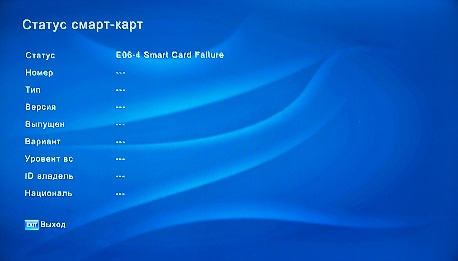 Статус смарт-карт
Статус E06-4 Smart Card Failure
Номер ---
Тип ---
Версия ---
Выпущен ---
Вариант ---
Уровент вс ---
ID владель ---
Националь ---
EXIT Выход